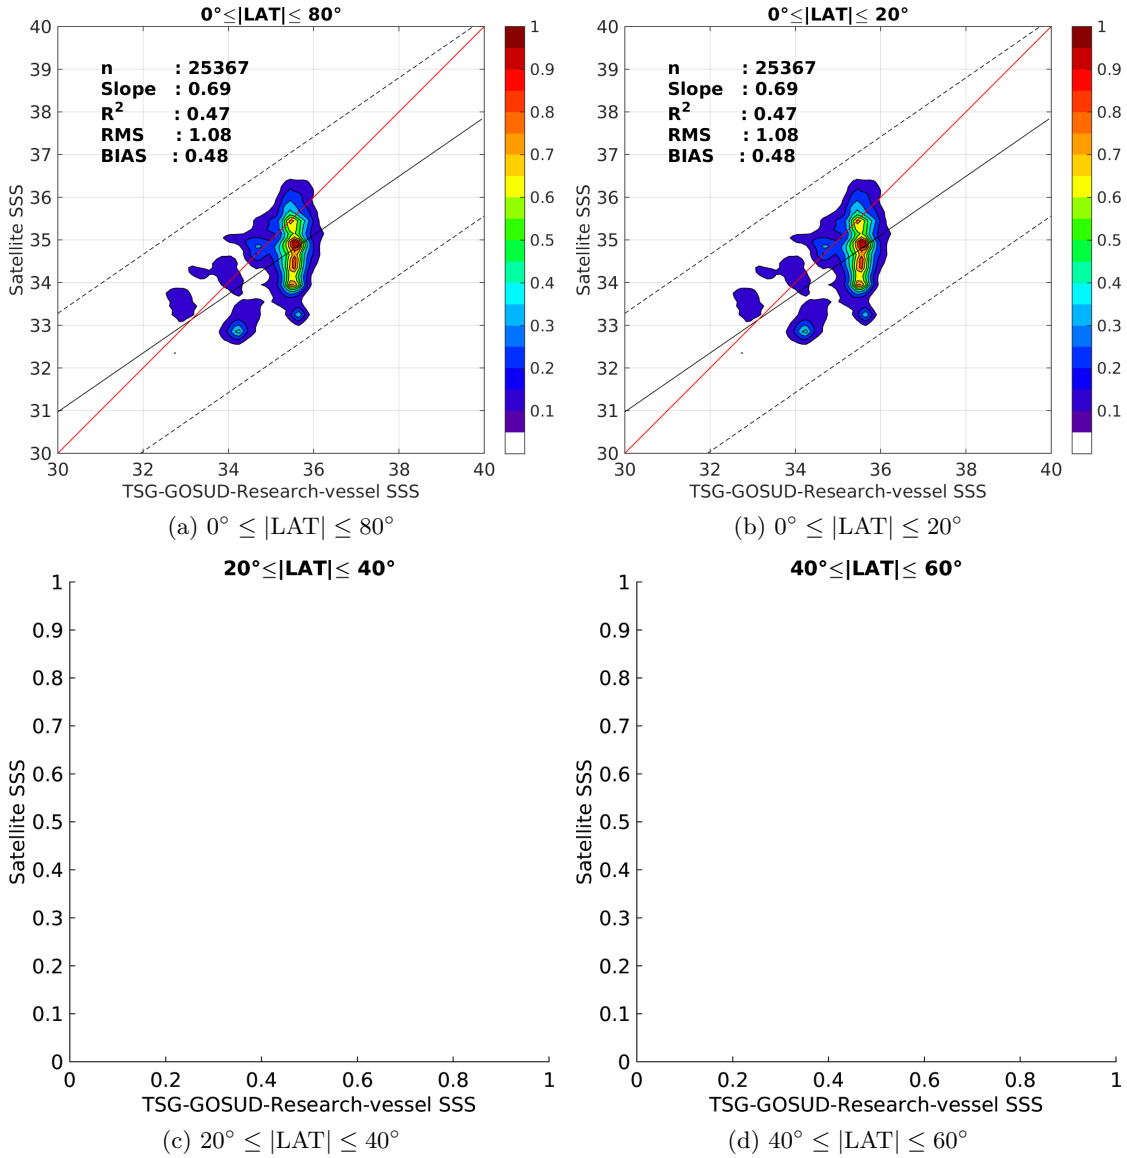 0°≤|LAT|≤ 80°
40
39
38
37
36
35
34
33
32
31
30
Satellite SSS
n : 25367
Slope : 0.69
R² : 0.47
RMS : 1.08
BIAS : 0.48
30 32 34 36 38 40
TSG-GOSUD-Research-vessel SSS
1
0.9
0.8
0.7
0.6
0.5
0.4
0.3
0.2
0.1
(a) 0° ≤ |LAT| ≤ 80°
0°≤|LAT|≤ 20°
40
39
38
37
36
35
34
33
32
31
30
Satellite SSS
n : 25367
Slope : 0.69
R² : 0.47
RMS : 1.08
BIAS : 0.48
30 32 34 36 38 40
TSG-GOSUD-Research-vessel SSS
1
0.9
0.8
0.7
0.6
0.5
0.4
0.3
0.2
0.1
(b) 0° ≤ |LAT| ≤ 20°
20°≤|LAT|≤ 40°
1
0.9
0.8
0.7
0.6
0.5
0.4
0.3
0.2
0.1
0
Satellite SSS
0 0.2 0.4 0.6 0.8 1
TSG-GOSUD-Research-vessel SSS
(c) 20° ≤ |LAT| ≤ 40°
40°≤|LAT|≤ 60°
1
0.9
0.8
0.7
0.6
0.5
0.4
0.3
0.2
0.1
0
Satellite SSS
0 0.2 0.4 0.6 0.8 1
TSG-GOSUD-Research-vessel SSS
(d) 40° ≤ |LAT| ≤ 60°